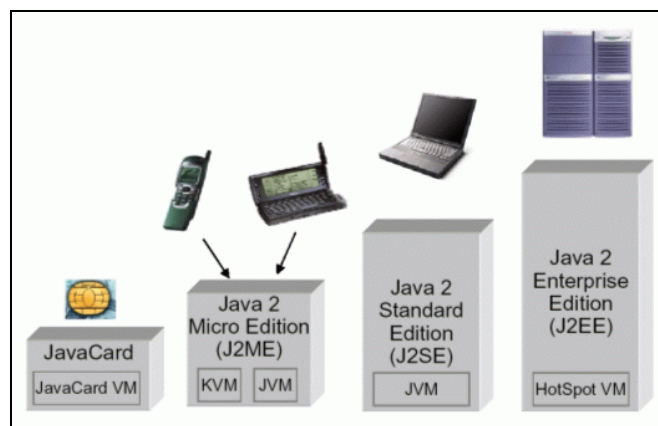 JavaCard
JavaCard VM
Java 2
Micro Edition
(J2ME)
KVM
JVM
Java 2
Standard
Edition
(J2SE)
JVM
Java 2
Enterprise
Edition
(J2EE)
HotSpot VM